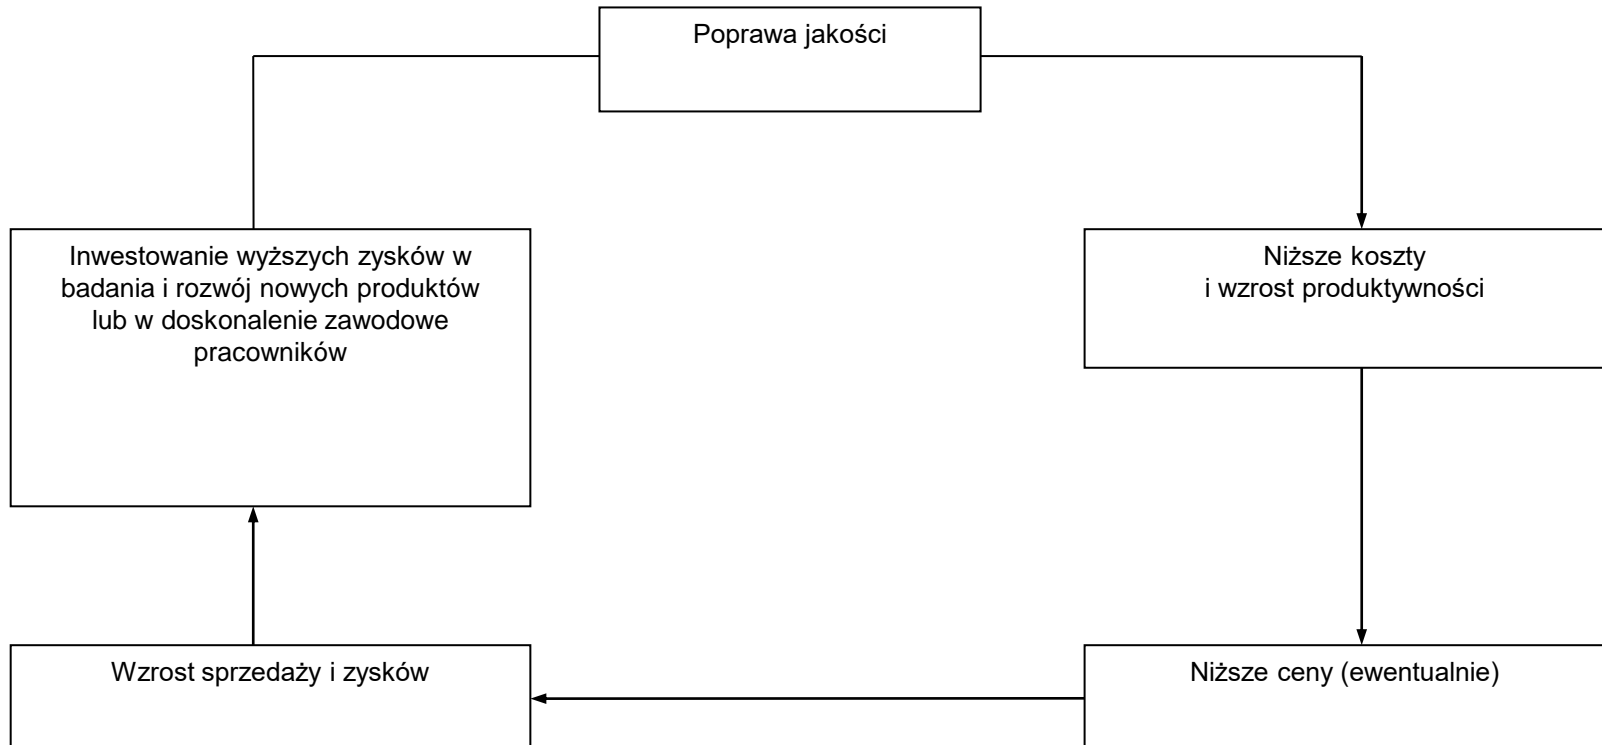 Poprawa jakości
Inwestowanie wyższych zysków w
badania i rozwój nowych produktów
lub w doskonalenie zawodowe
pracowników
Niższe koszty
i wzrost produktywności
Wzrost sprzedaży i zysków
Niższe ceny (ewentualnie)